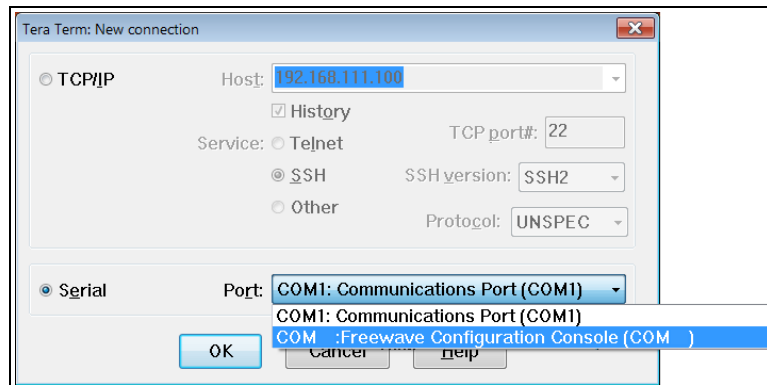 Tera Term: New connection
TCP/IP Host: 192.168.111.100
History
Service: Telnet TCP port#: 22
SSH SSH version: SSH2
Other Protocol: UNSPEC
Serial Port: COM1: Communications Port (COM1)
COM1: Communications Port (COM1)
COM :Freewave Configuration Console (COM )
OK Cancel Help